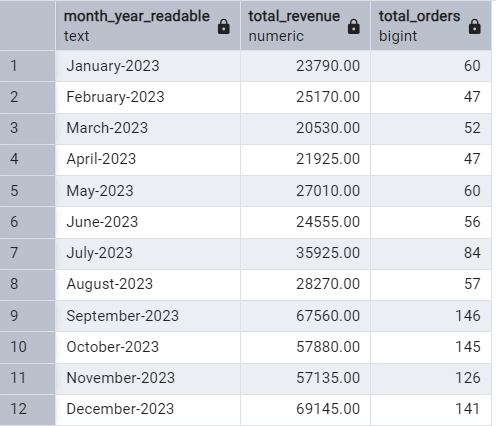 month_year_readable total_revenue total_orders
text numeric bigint
1 January-2023 23790.00 60
2 February-2023 25170.00 47
3 March-2023 20530.00 52
4 April-2023 21925.00 47
5 May-2023 27010.00 60
6 June-2023 24555.00 56
7 July-2023 35925.00 84
8 August-2023 28270.00 57
9 September-2023 67560.00 146
10 October-2023 57880.00 145
11 November-2023 57135.00 126
12 December-2023 69145.00 141